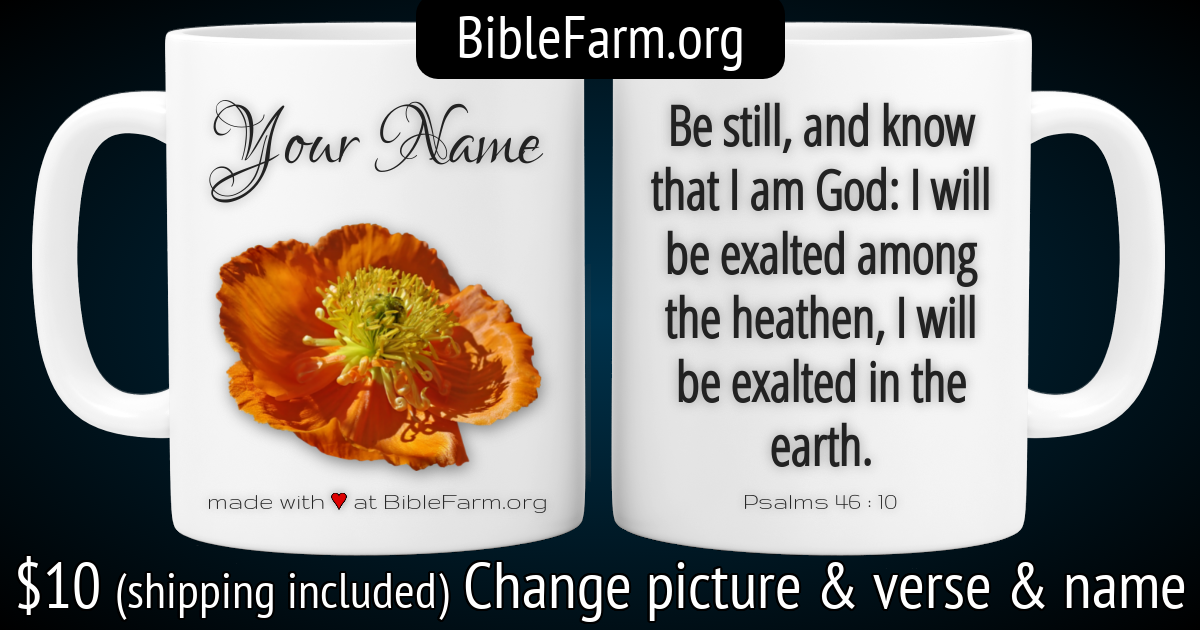 BibleFarm.org
Your Name
made with ♥ at BibleFarm.org
Be still, and know
that I am God: I will
be exalted among
the heathen, I will
be exalted in the
earth.
Psalms 46 : 10
$10 (shipping included) Change picture & verse & name